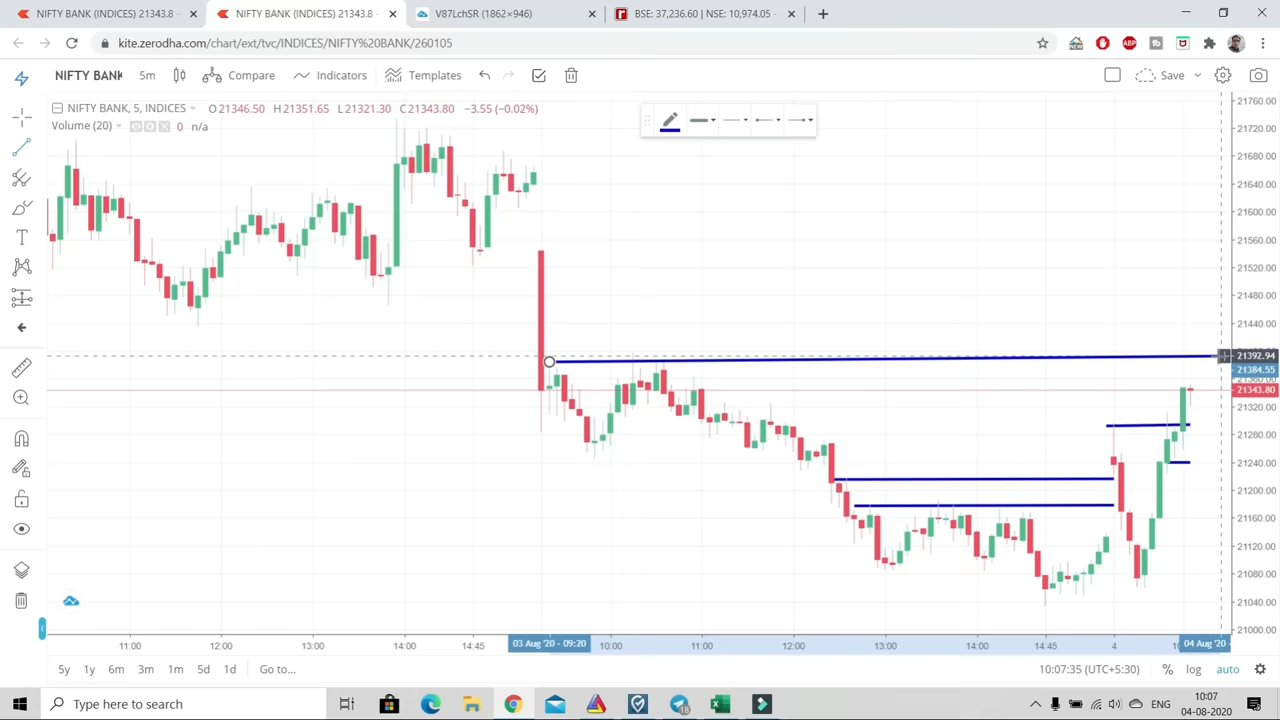 NIFTY BANK (INDICES) 21343.8
NIFTY BANK (INDICES) 21343.8
V87LchSR (1862×946)
BSE: 37,236.60 | NSE: 10,974.05
kite.zerodha.com/chart/ext/tvc/INDICES/NIFTY%20BANK/260105
NIFTY BANK 5m Compare Indicators Templates Save
NIFTY BANK, 5, INDICES O21346.50 H21351.65 L21321.30 C21343.80 −3.55 (−0.02%)
Volume (20) 0 n/a
21760.00
21720.00
21680.00
21640.00
21600.00
21560.00
21520.00
21480.00
21440.00
21392.94
21384.55
21360.00
21343.80
21320.00
21280.00
21240.00
21200.00
21160.00
21120.00
21080.00
21040.00
21000.00
11:00 12:00 13:00 14:00 14:45 03 Aug '20 - 09:20 10:00 11:00 12:00 13:00 14:00 14:45 4 04 Aug '20 -
5y 1y 6m 3m 1m 5d 1d Go to... 10:07:35 (UTC+5:30) % log auto
Type here to search
ENG
10:07
04-08-2020